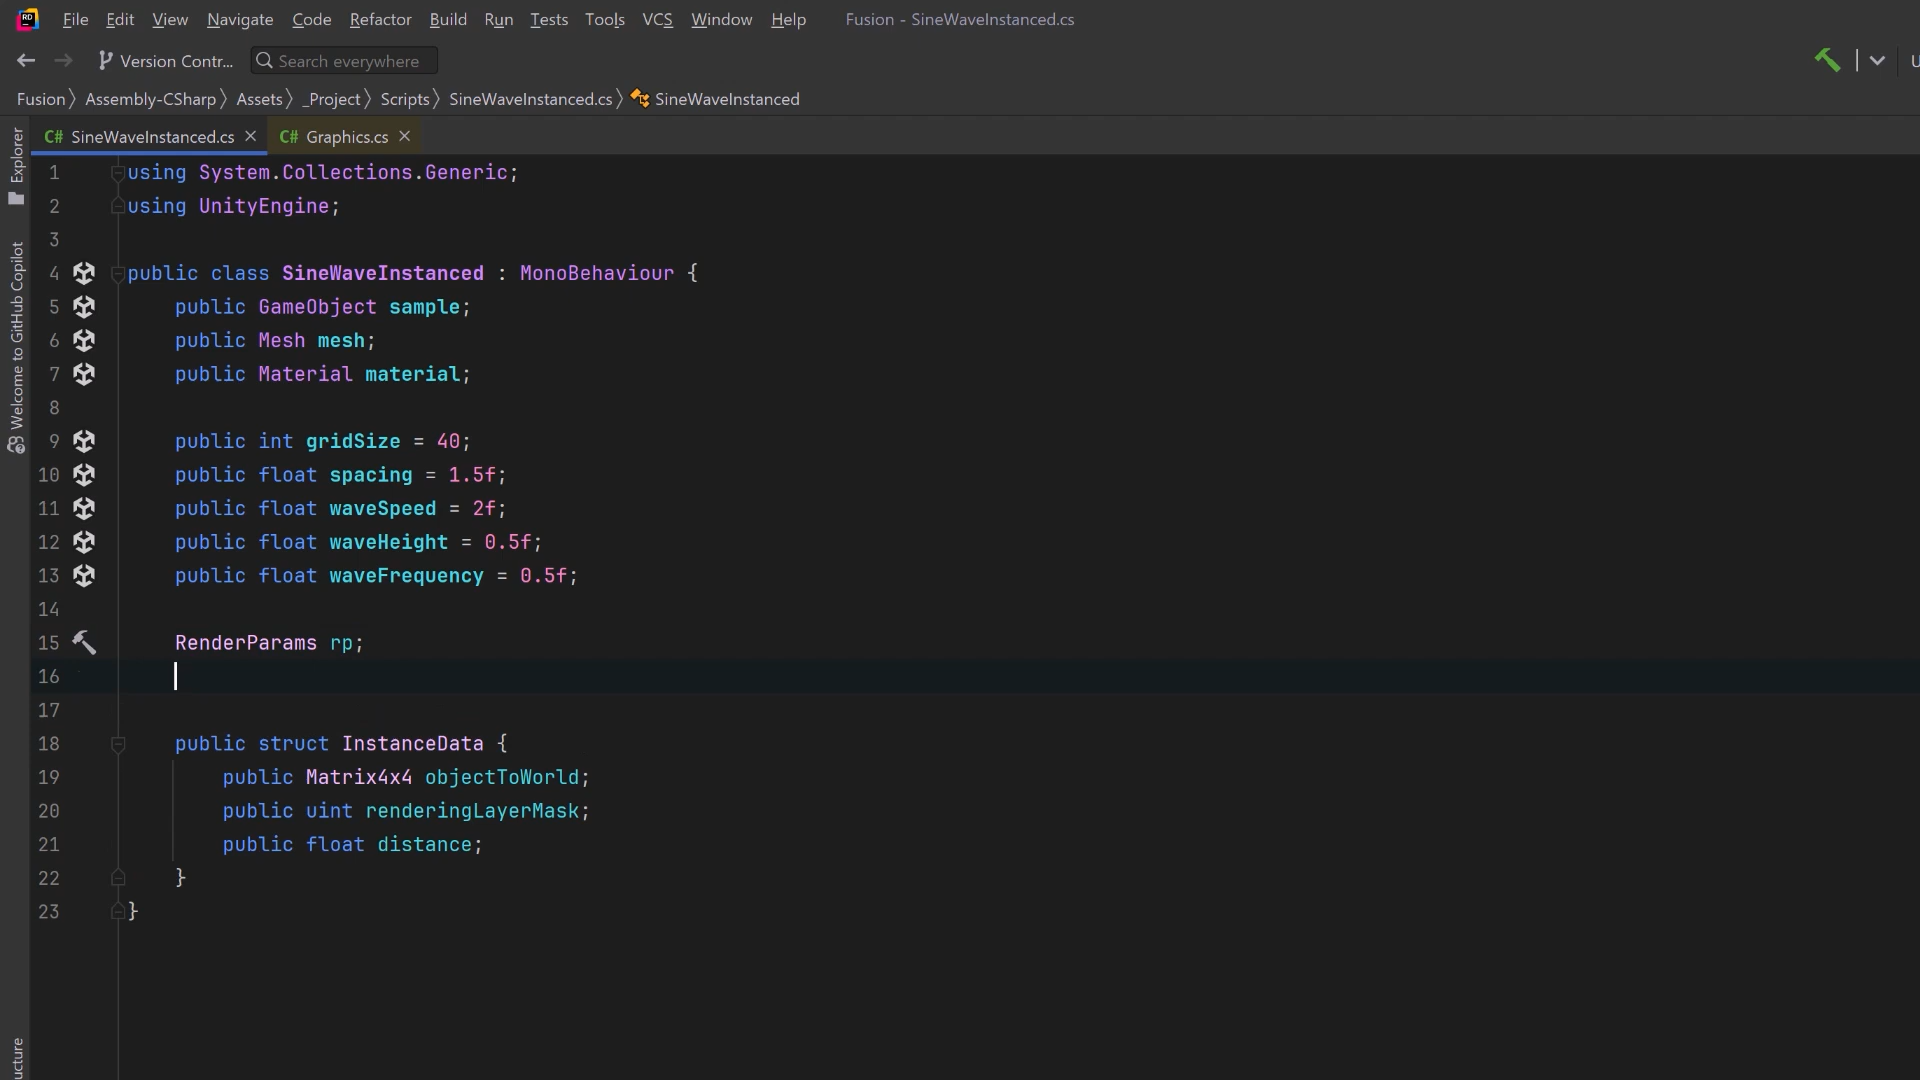 RD File Edit View Navigate Code Refactor Build Run Tests Tools VCS Window Help Fusion - SineWaveInstanced.cs
Version Contr... Search everywhere
Fusion Assembly-CSharp Assets _Project Scripts SineWaveInstanced.cs SineWaveInstanced
C# SineWaveInstanced.cs C# Graphics.cs
Explorer
Welcome to GitHub Copilot
ucture
1 using System.Collections.Generic;
2 using UnityEngine;
3
4 public class SineWaveInstanced : MonoBehaviour {
5 public GameObject sample;
6 public Mesh mesh;
7 public Material material;
8
9 public int gridSize = 40;
10 public float spacing = 1.5f;
11 public float waveSpeed = 2f;
12 public float waveHeight = 0.5f;
13 public float waveFrequency = 0.5f;
14
15 RenderParams rp;
16
17
18 public struct InstanceData {
19 public Matrix4x4 objectToWorld;
20 public uint renderingLayerMask;
21 public float distance;
22 }
23 }